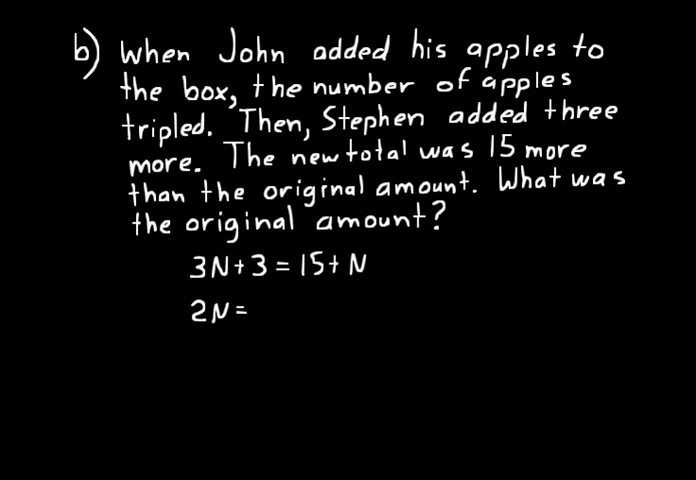 b) When John added his apples to
the box, the number of apples
tripled. Then, Stephen added three
more. The new total was 15 more
than the original amount. What was
the original amount?
3N+3=15+N
2N=